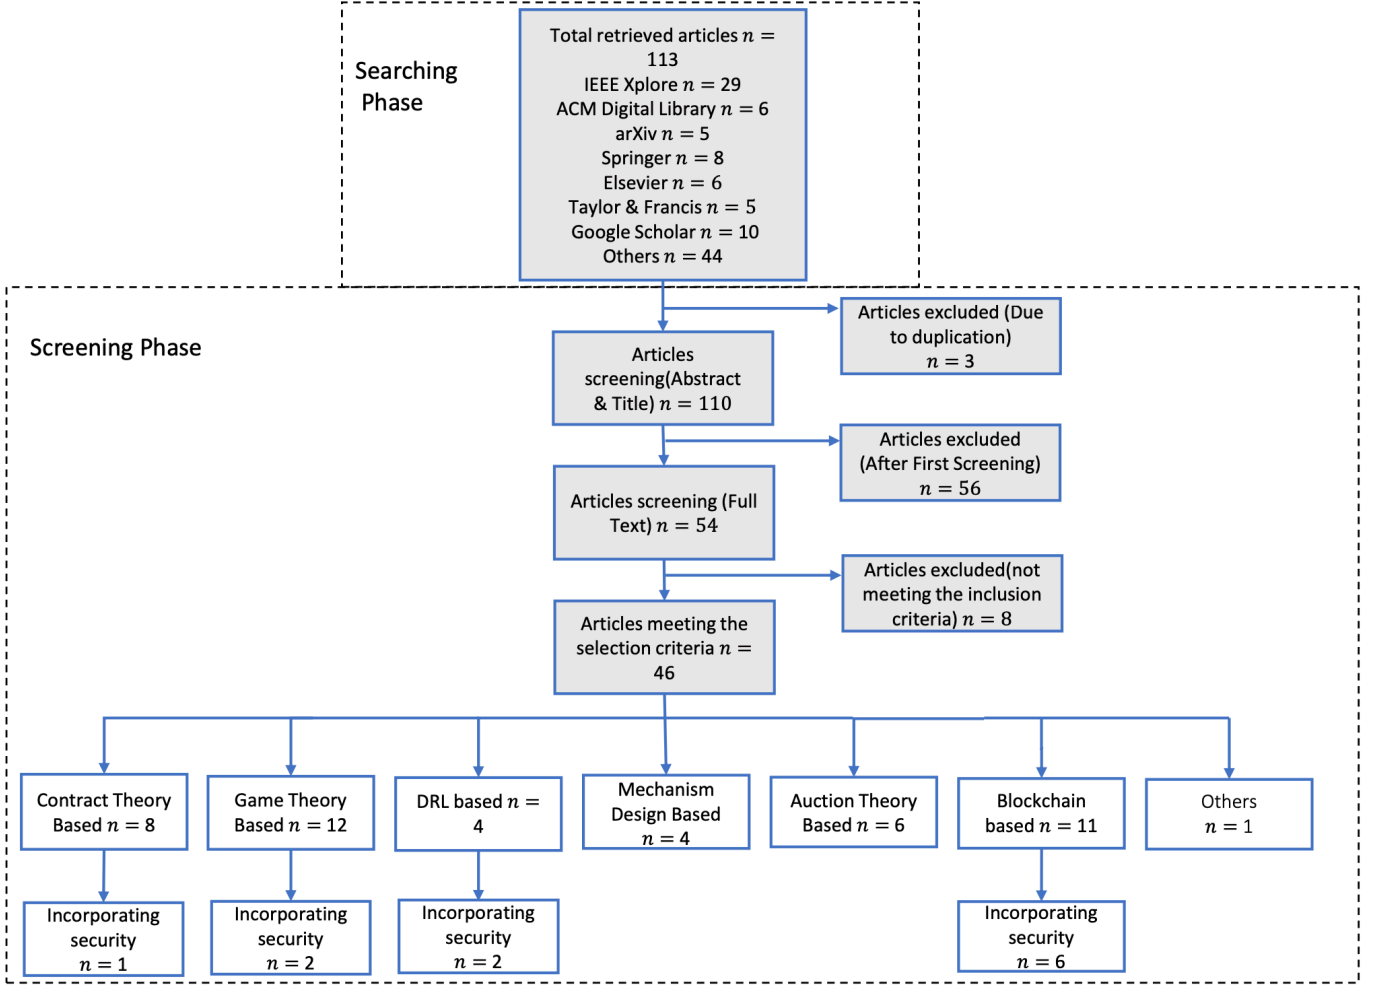 Searching
Phase
Total retrieved articles n =
113
IEEE Xplore n = 29
ACM Digital Library n = 6
arXiv n = 5
Springer n = 8
Elsevier n = 6
Taylor & Francis n = 5
Google Scholar n = 10
Others n = 44
Screening Phase
Articles excluded (Due
to duplication)
n = 3
Articles
screening(Abstract
& Title) n = 110
Articles excluded
(After First Screening)
n = 56
Articles screening (Full
Text) n = 54
Articles excluded(not
meeting the inclusion
criteria) n = 8
Articles meeting the
selection criteria n =
46
Contract Theory
Based n = 8
Game Theory
Based n = 12
DRL based n =
4
Mechanism
Design Based
n = 4
Auction Theory
Based n = 6
Blockchain
based n = 11
Others
n = 1
Incorporating
security
n = 1
Incorporating
security
n = 2
Incorporating
security
n = 2
Incorporating
security
n = 6